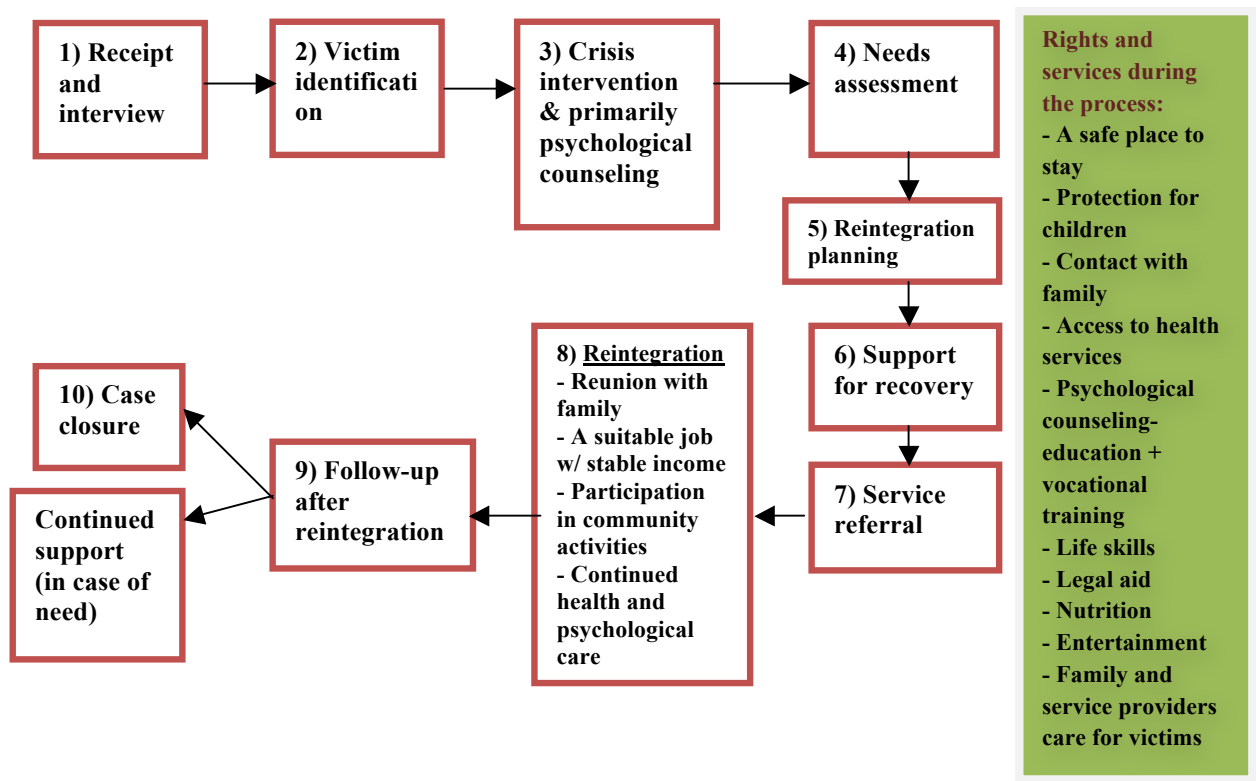 1) Receipt
and
interview
2) Victim
identificati
on
3) Crisis
intervention
& primarily
psychological
counseling
4) Needs
assessment
5) Reintegration
planning
6) Support
for recovery
7) Service
referral
8) Reintegration
- Reunion with
family
- A suitable job
w/ stable income
- Participation
in community
activities
- Continued
health and
psychological
care
9) Follow-up
after
reintegration
10) Case
closure
Continued
support
(in case of
need)
Rights and
services during
the process:
- A safe place to
stay
- Protection for
children
- Contact with
family
- Access to health
services
- Psychological
counseling-
education +
vocational
training
- Life skills
- Legal aid
- Nutrition
- Entertainment
- Family and
service providers
care for victims